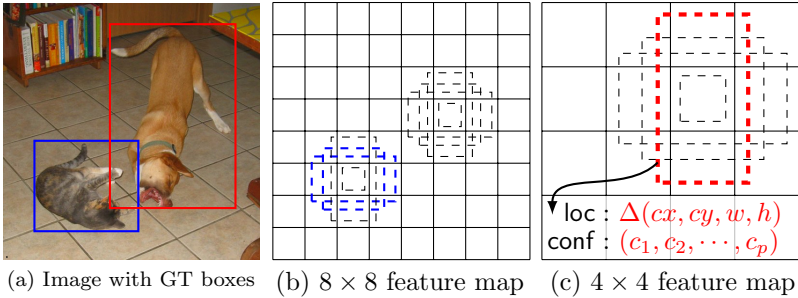 loc : Δ(cx, cy, w, h)
conf : (c₁, c₂, ⋯, cₚ)
(a) Image with GT boxes
(b) 8 × 8 feature map
(c) 4 × 4 feature map